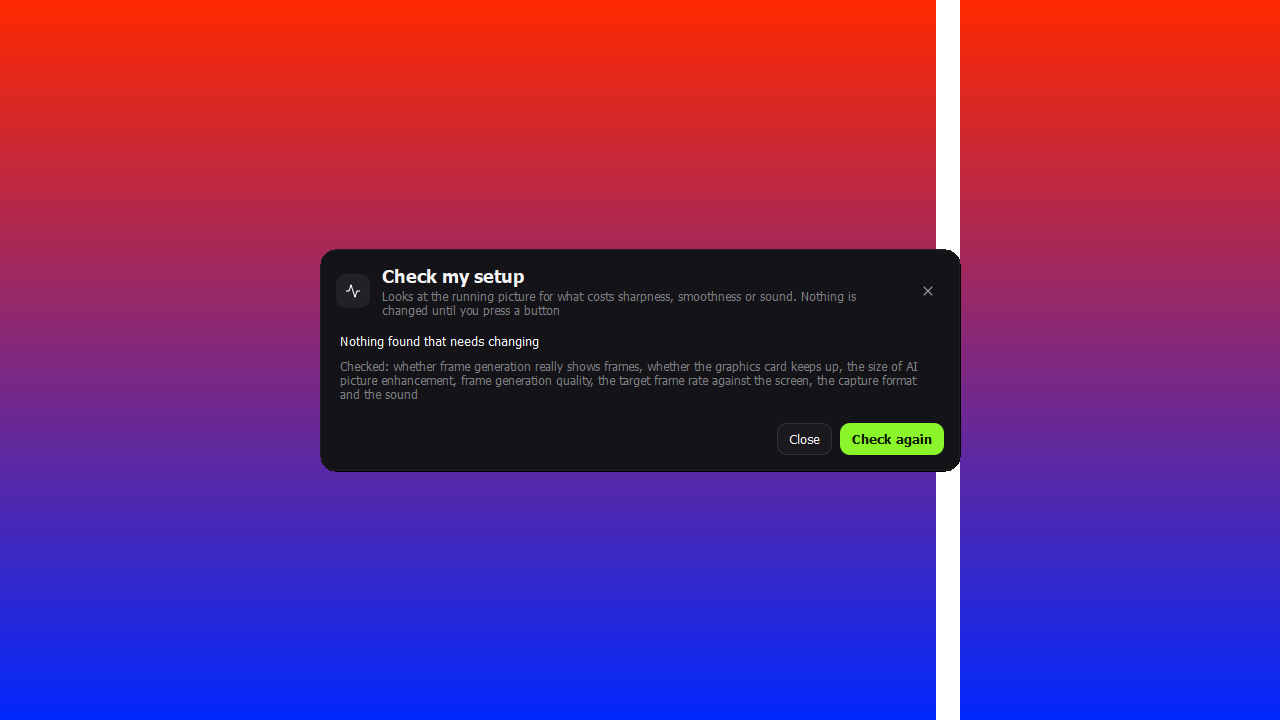 Check my setup
Looks at the running picture for what costs sharpness, smoothness or sound. Nothing is
changed until you press a button
Nothing found that needs changing
Checked: whether frame generation really shows frames, whether the graphics card keeps up, the size of AI
picture enhancement, frame generation quality, the target frame rate against the screen, the capture format
and the sound
Close
Check again